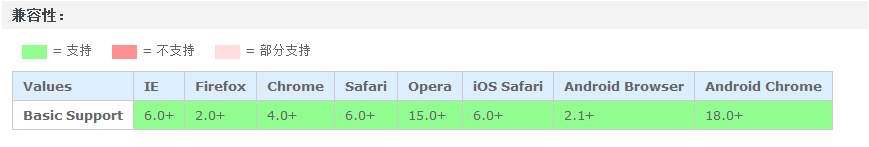 兼容性：
= 支持 = 不支持 = 部分支持
Values IE Firefox Chrome Safari Opera iOS Safari Android Browser Android Chrome
Basic Support 6.0+ 2.0+ 4.0+ 6.0+ 15.0+ 6.0+ 2.1+ 18.0+